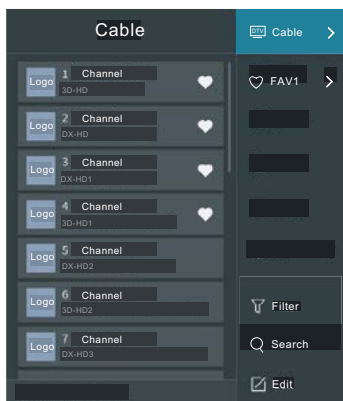 Cable
Logo 1 Channel
3D-HD
Logo 2 Channel
DX-HD
Logo 3 Channel
DX-HD1
Logo 4 Channel
3D-HD1
Logo 5 Channel
DX-HD2
Logo 6 Channel
3D-HD2
Logo 7 Channel
DX-HD3
DTV Cable
FAV1
Filter
Search
Edit